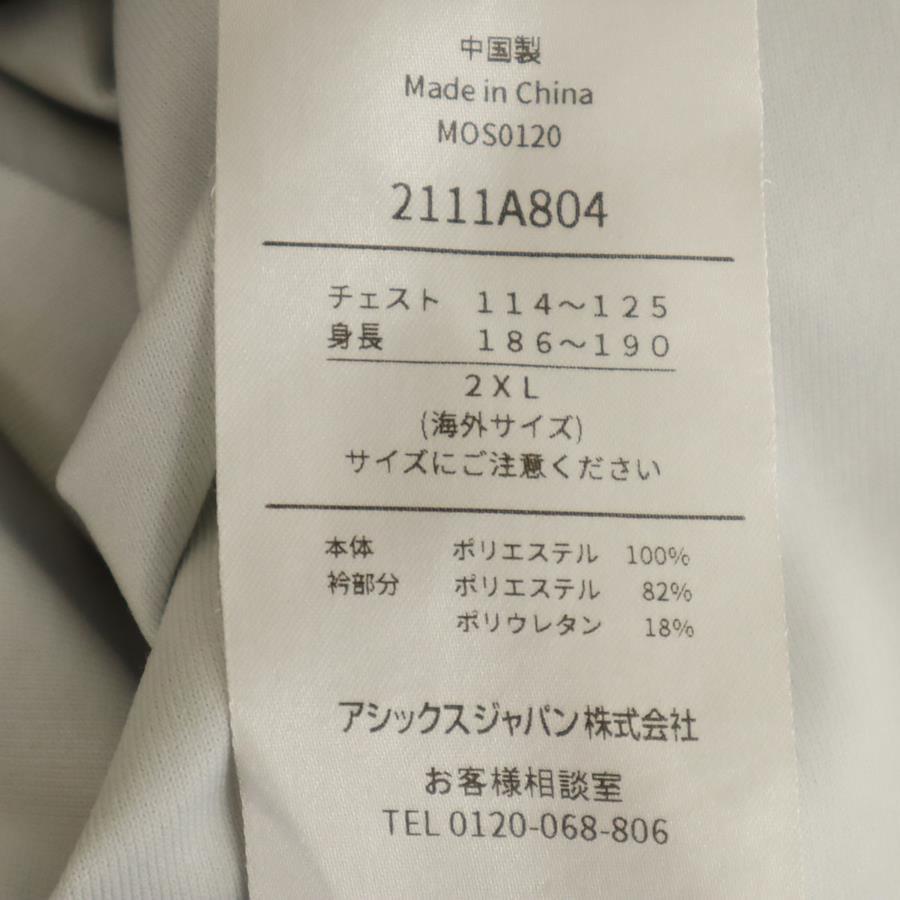 中国製
Made in China
MOS0120
2111A804
チェスト 114～125
身長 186～190
2XL
(海外サイズ)
サイズにご注意ください
本体 ポリエステル 100%
衿部分 ポリエステル 82%
ポリウレタン 18%
アシックスジャパン株式会社
お客様相談室
TEL 0120-068-806